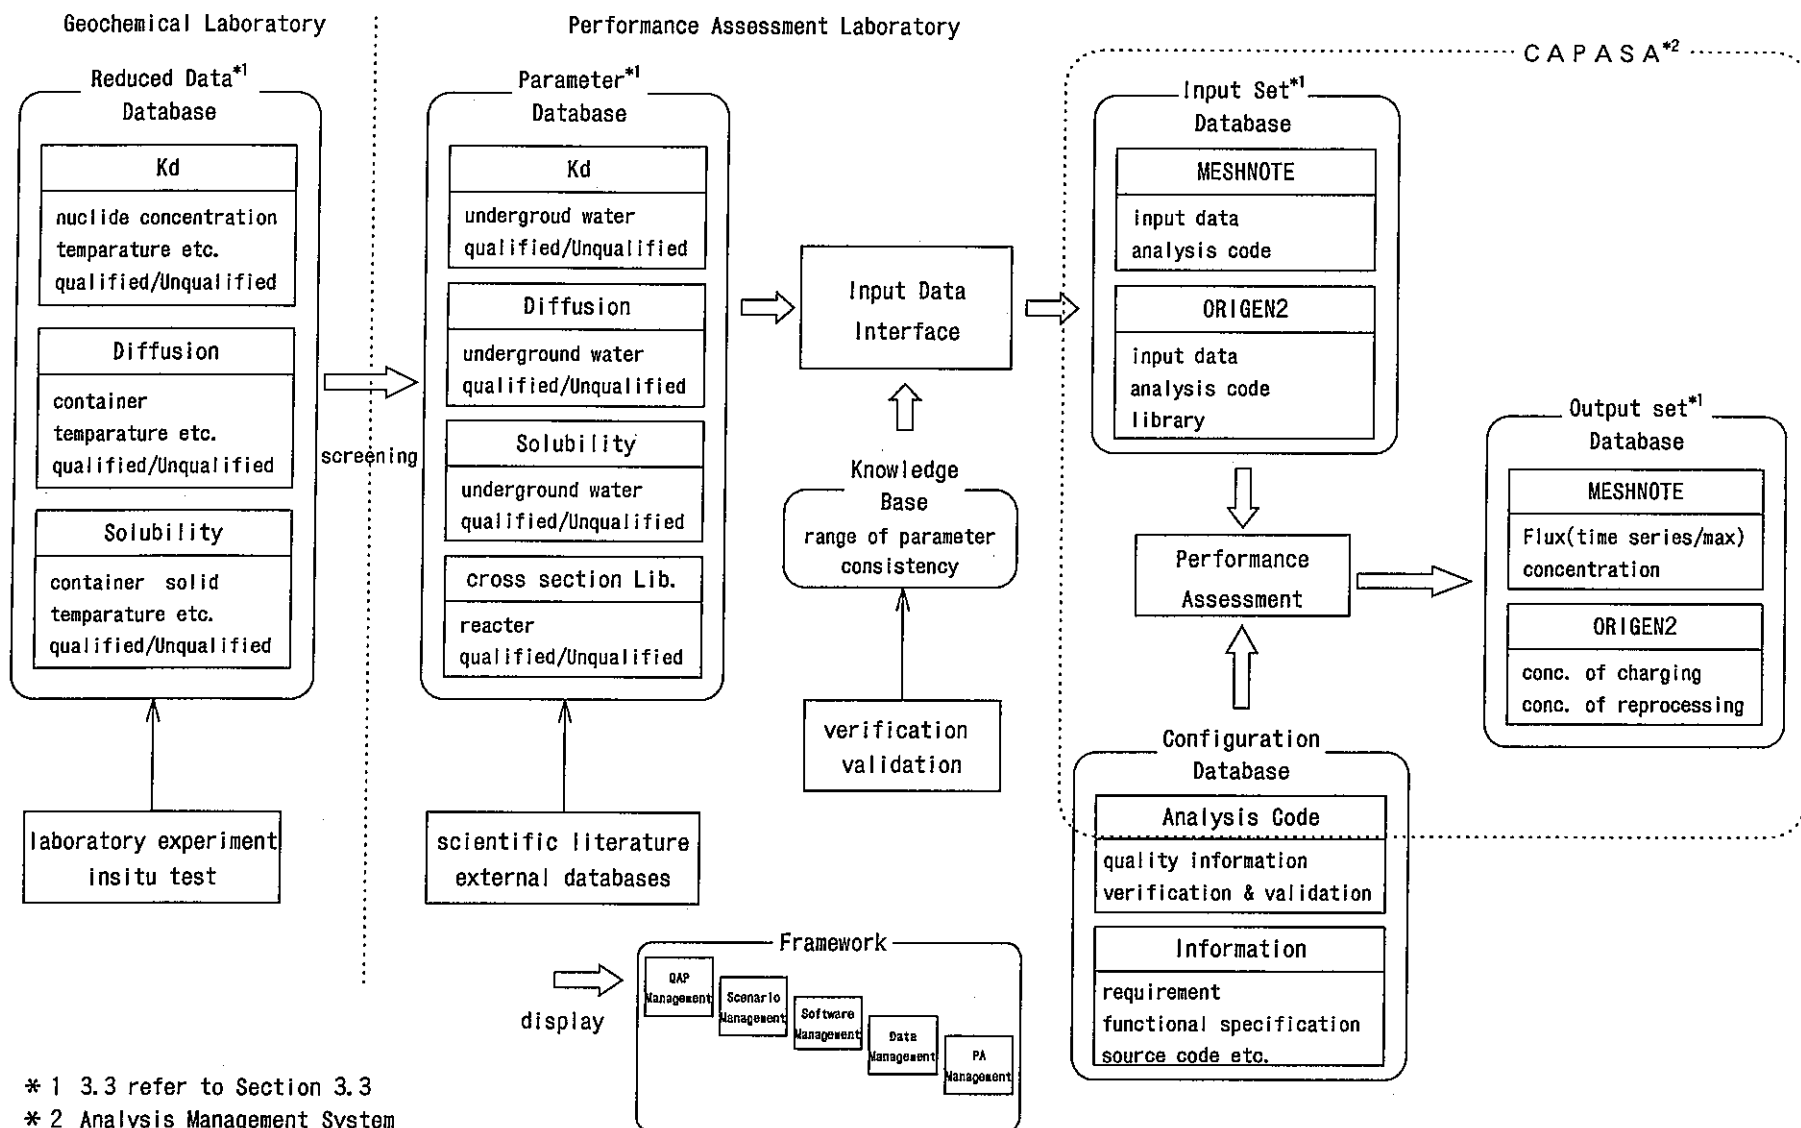 Geochemical Laboratory
Performance Assessment Laboratory
CAPASA*2
Reduced Data*1
Database
Kd
nuclide concentration
temparature etc.
qualified/Unqualified
Diffusion
container
temparature etc.
qualified/Unqualified
Solubility
container solid
temparature etc.
qualified/Unqualified
laboratory experiment
insitu test
screening
Parameter*1
Database
Kd
undergroud water
qualified/Unqualified
Diffusion
underground water
qualified/Unqualified
Solubility
underground water
qualified/Unqualified
cross section Lib.
reacter
qualified/Unqualified
scientific literature
external databases
Input Data
Interface
Knowledge
Base
range of parameter
consistency
verification
validation
Input Set*1
Database
MESHNOTE
input data
analysis code
ORIGEN2
input data
analysis code
library
Performance
Assessment
Output set*1
Database
MESHNOTE
Flux(time series/max)
concentration
ORIGEN2
conc. of charging
conc. of reprocessing
Configuration
Database
Analysis Code
quality information
verification & validation
Information
requirement
functional specification
source code etc.
display
Framework
QAP
Management
Scenario
Management
Software
Management
Data
Management
PA
Management
*1 3.3 refer to Section 3.3
*2 Analysis Management System